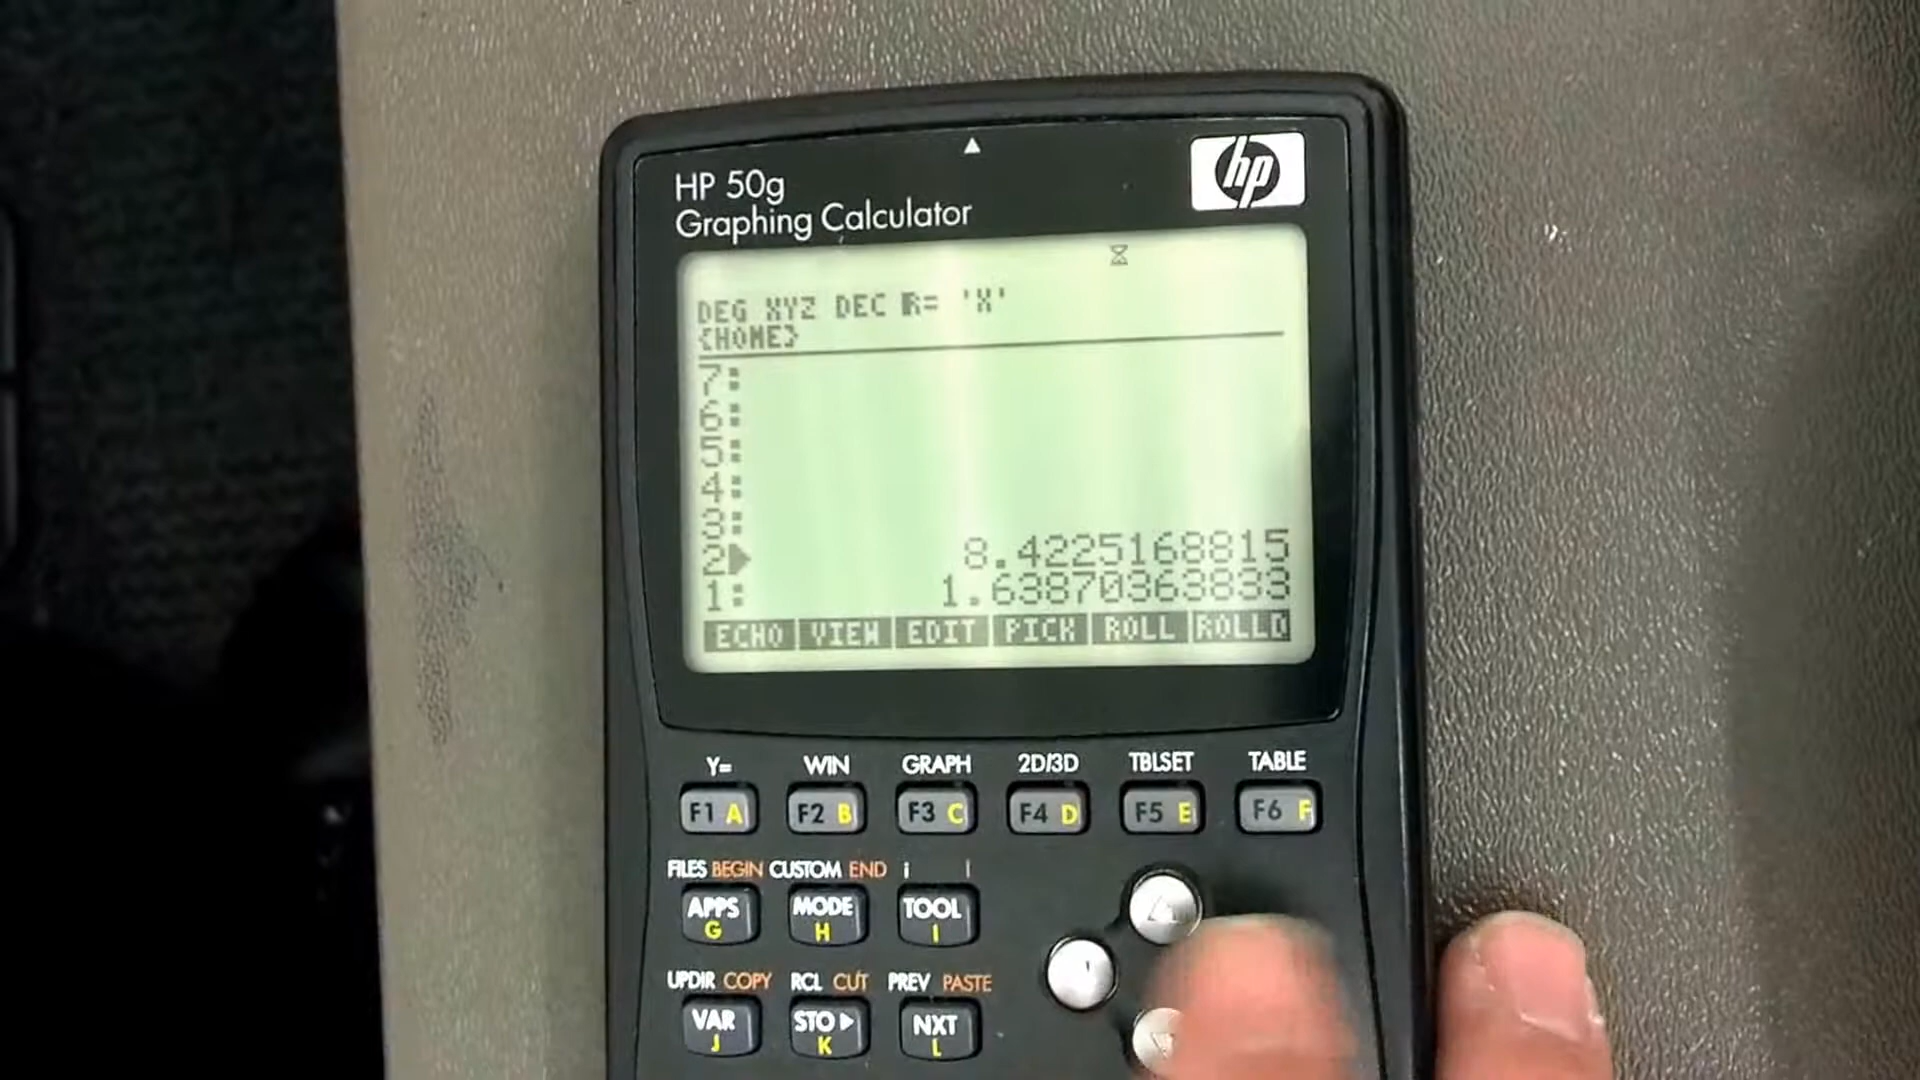 HP 50g
Graphing Calculator
hp
DEG XYZ DEC R= 'X'
{HOME}
7:
6:
5:
4:
3:
2▶ 8.4225168815
1: 1.63870363833
ECHO VIEW EDIT PICK ROLL ROLLD
Y= WIN GRAPH 2D/3D TBLSET TABLE
F1 A F2 B F3 C F4 D F5 E F6 F
FILES BEGIN CUSTOM END i |
APPS MODE TOOL
G H I
UPDIR COPY RCL CUT PREV PASTE
VAR STO▶ NXT
J K L